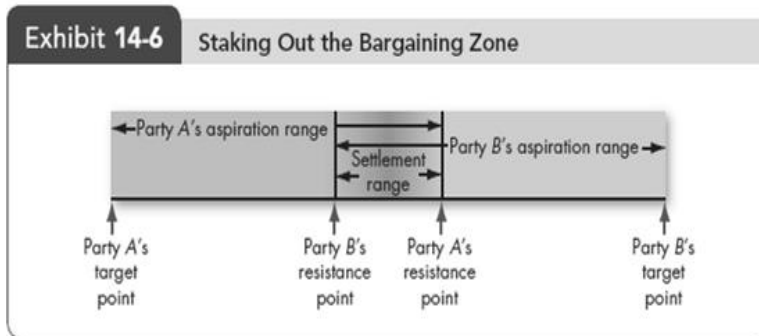 Exhibit 14-6 Staking Out the Bargaining Zone
Party A's aspiration range
Party B's aspiration range
Settlement
range
Party A's
target
point
Party B's
resistance
point
Party A's
resistance
point
Party B's
target
point